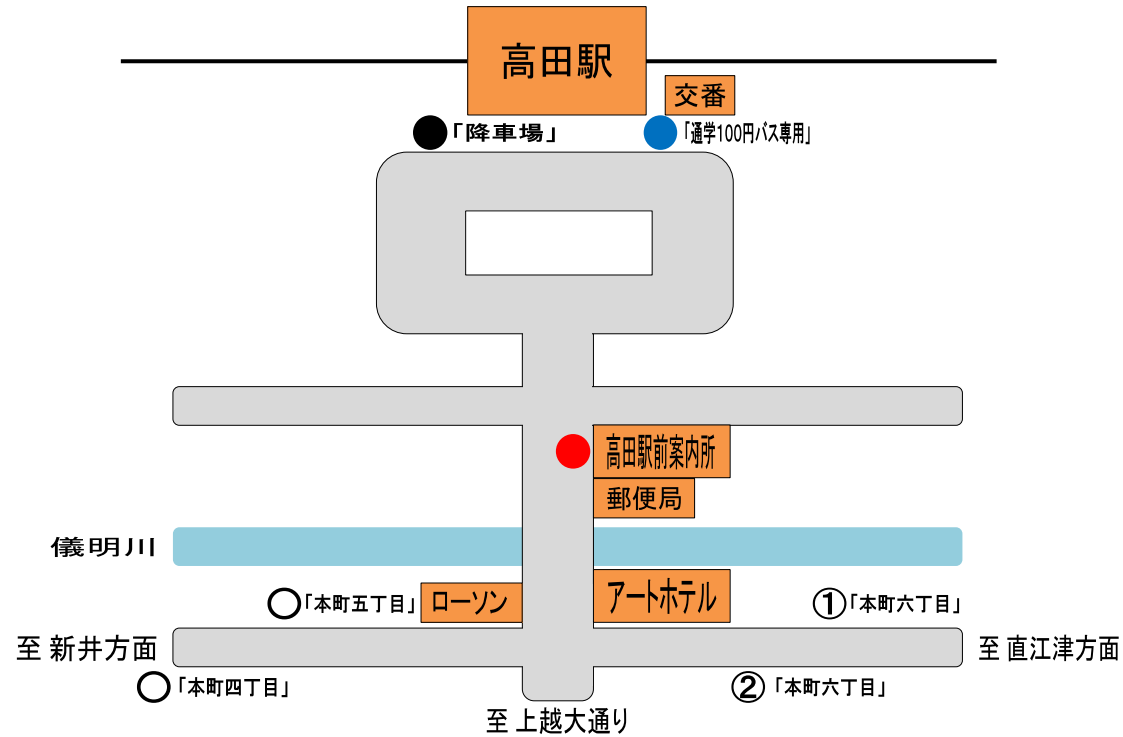 高田駅
交番
「降車場」
「通学100円バス専用」
高田駅前案内所
郵便局
儀明川
ローソン
アートホテル
「本町五丁目」
①「本町六丁目」
至 新井方面
至 直江津方面
「本町四丁目」
② 「本町六丁目」
至 上越大通り